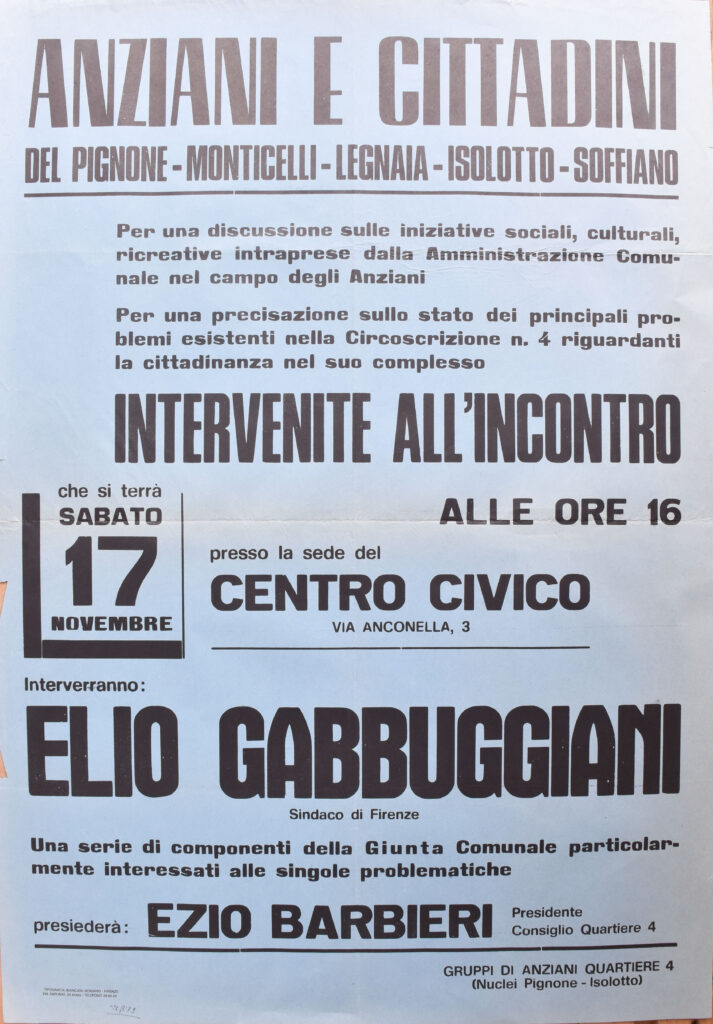 ANZIANI E CITTADINI
DEL PIGNONE - MONTICELLI - LEGNAIA - ISOLOTTO - SOFFIANO
Per una discussione sulle iniziative sociali, culturali,
ricreative intraprese dalla Amministrazione Comu-
nale nel campo degli Anziani
Per una precisazione sullo stato dei principali pro-
blemi esistenti nella Circoscrizione n. 4 riguardanti
la cittadinanza nel suo complesso
INTERVENITE ALL'INCONTRO
che si terrà
SABATO
17
NOVEMBRE
ALLE ORE 16
presso la sede del
CENTRO CIVICO
VIA ANCONELLA, 3
Interverranno:
ELIO GABBUGGIANI
Sindaco di Firenze
Una serie di componenti della Giunta Comunale particolar-
mente interessati alle singole problematiche
presiederà: EZIO BARBIERI Presidente
Consiglio Quartiere 4
GRUPPI DI ANZIANI QUARTIERE 4
(Nuclei Pignone - Isolotto)